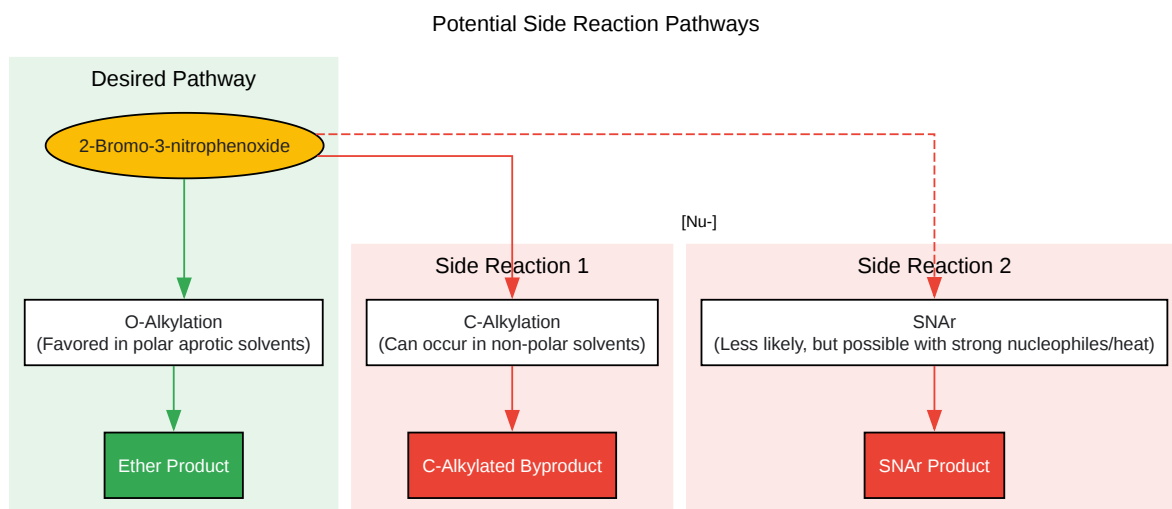 Potential Side Reaction Pathways
Desired Pathway
2-Bromo-3-nitrophenoxide
[Nu-]
Side Reaction 1
Side Reaction 2
O-Alkylation
(Favored in polar aprotic solvents)
C-Alkylation
(Can occur in non-polar solvents)
SNAr
(Less likely, but possible with strong nucleophiles/heat)
Ether Product
C-Alkylated Byproduct
SNAr Product